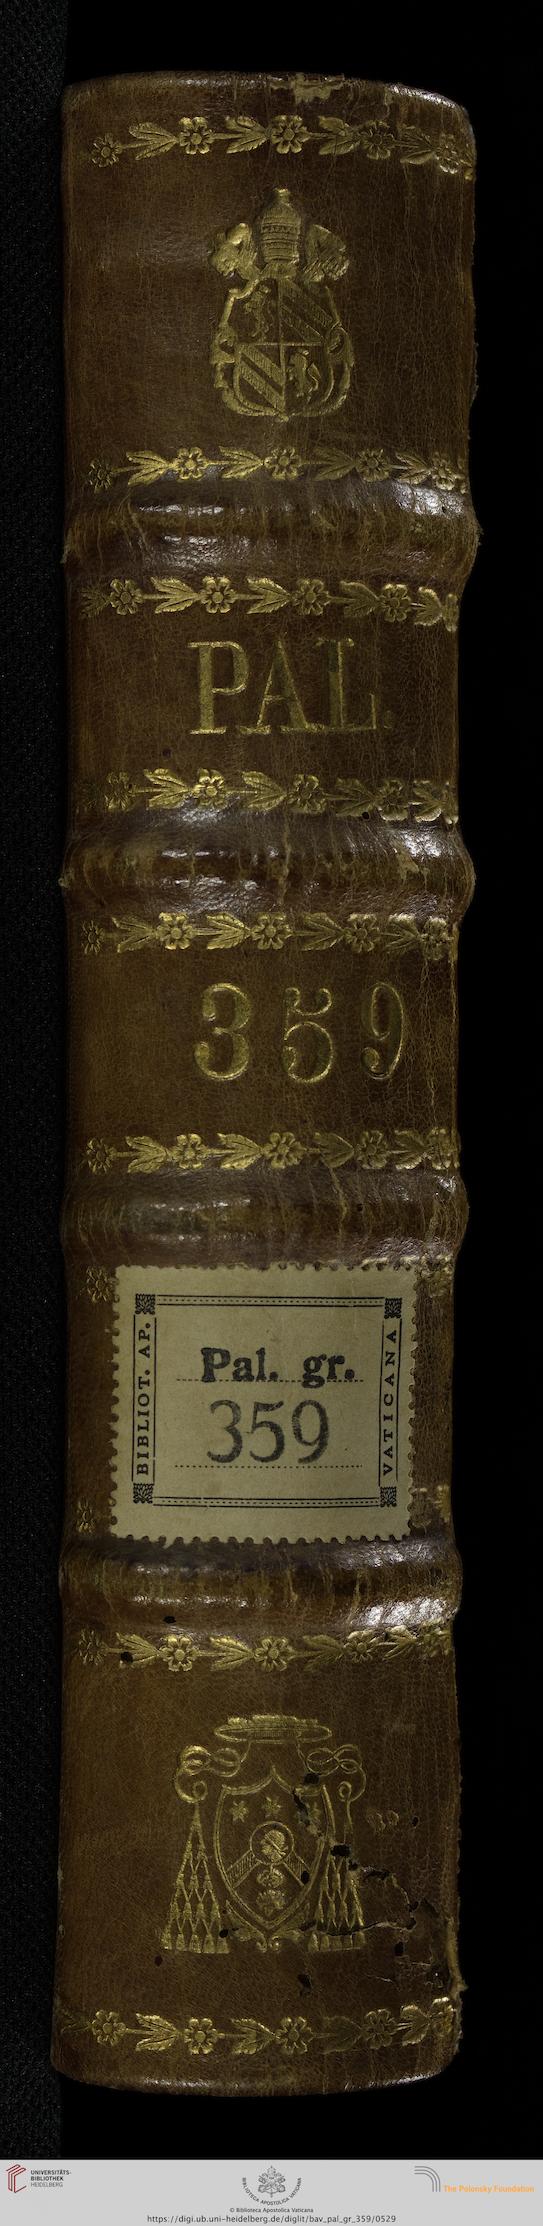 PAL.
359
BIBLIOT. AP.
Pal. gr.
359
VATICANA
UNIVERSITÄTS-
BIBLIOTHEK
HEIDELBERG
BIBLIOTECA APOSTOLICA VATICANA
The Polonsky Foundation
© Biblioteca Apostolica Vaticana
https://digi.ub.uni-heidelberg.de/diglit/bav_pal_gr_359/0529